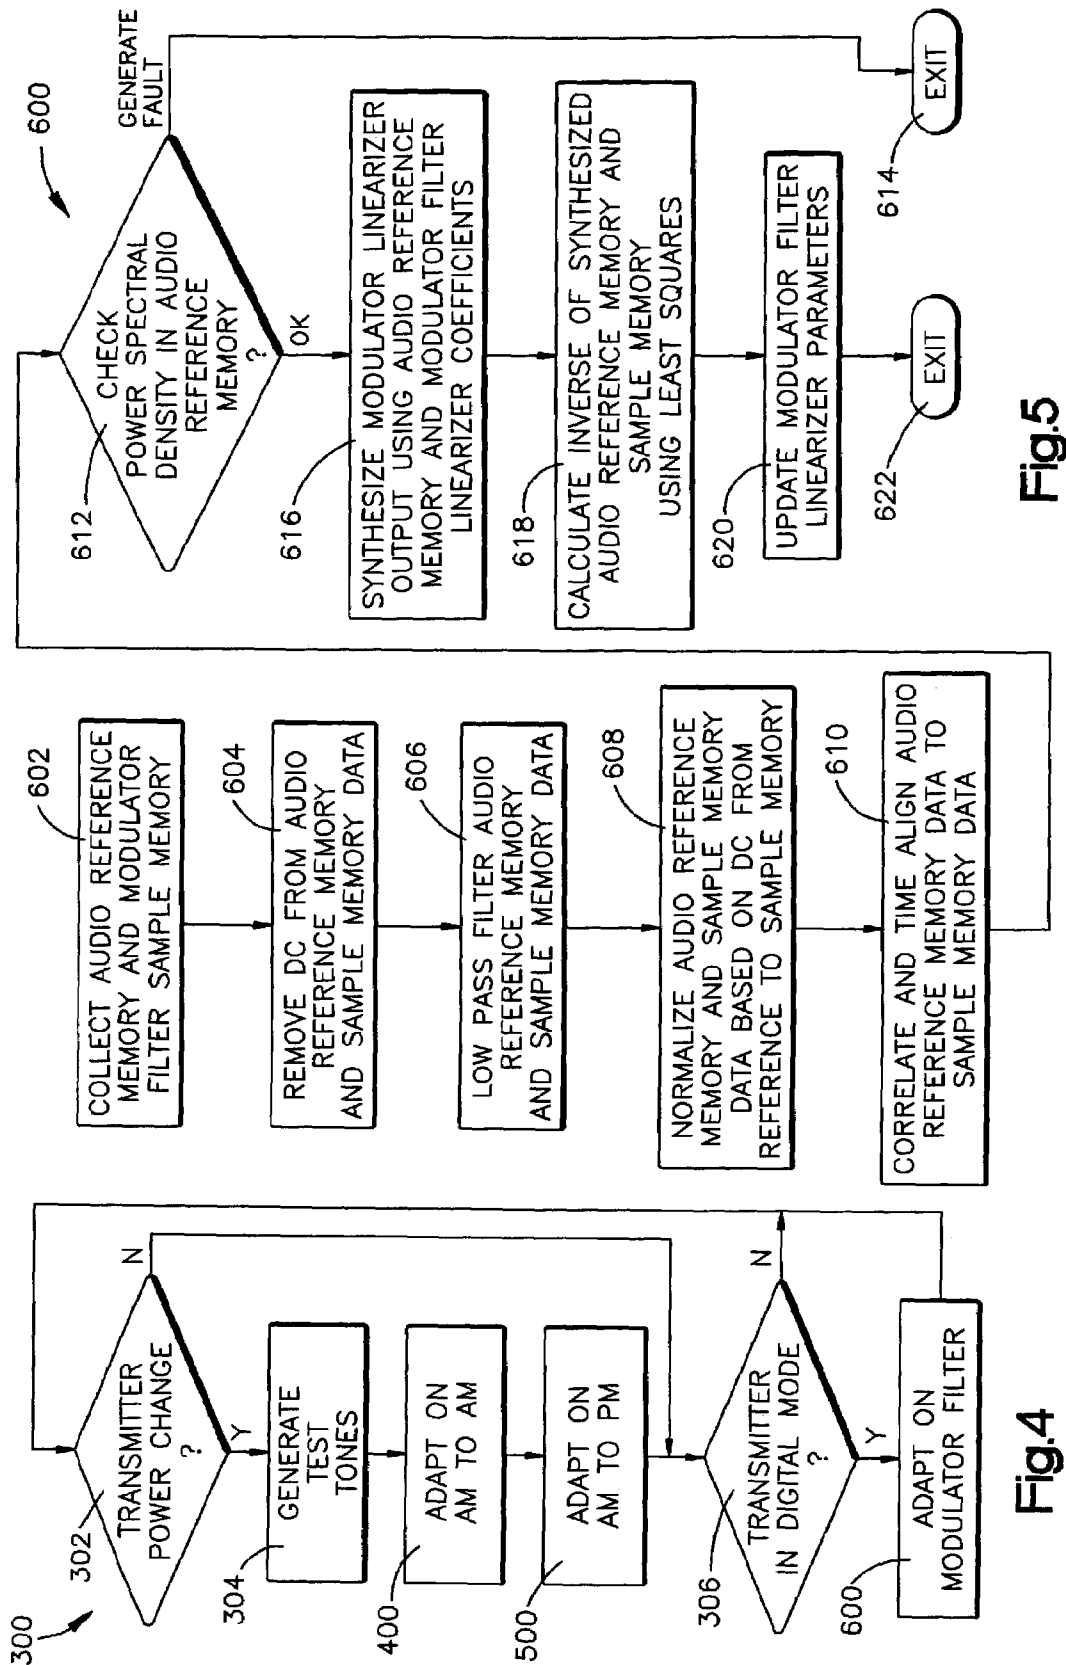 300
302
TRANSMITTER
POWER CHANGE
?
N
Y
304
GENERATE
TEST
TONES
400
ADAPT ON
AM TO AM
500
ADAPT ON
AM TO PM
306
TRANSMITTER
IN DIGITAL MODE
?
N
Y
600
ADAPT ON
MODULATOR FILTER
Fig.4
600
602
COLLECT AUDIO REFERENCE
MEMORY AND MODULATOR
FILTER SAMPLE MEMORY
604
REMOVE DC FROM AUDIO
REFERENCE MEMORY
AND SAMPLE MEMORY DATA
606
LOW PASS FILTER AUDIO
REFERENCE MEMORY
AND SAMPLE MEMORY DATA
608
NORMALIZE AUDIO REFERENCE
MEMORY AND SAMPLE MEMORY
DATA BASED ON DC FROM
REFERENCE TO SAMPLE MEMORY
610
CORRELATE AND TIME ALIGN AUDIO
REFERENCE MEMORY DATA TO
SAMPLE MEMORY DATA
612
CHECK
POWER SPECTRAL
DENSITY IN AUDIO
REFERENCE
MEMORY
?
GENERATE
FAULT
OK
616
SYNTHESIZE MODULATOR LINEARIZER
OUTPUT USING AUDIO REFERENCE
MEMORY AND MODULATOR FILTER
LINEARIZER COEFFICIENTS
618
CALCULATE INVERSE OF SYNTHESIZED
AUDIO REFERENCE MEMORY AND
SAMPLE MEMORY
USING LEAST SQUARES
620
UPDATE MODULATOR FILTER
LINEARIZER PARAMETERS
622
EXIT
614
EXIT
Fig.5